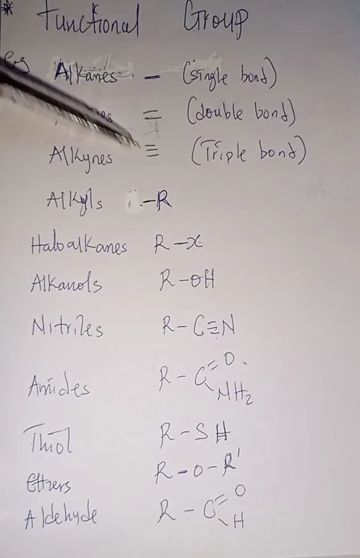 * Functional Group
Alkanes - (single bond)
= (double bond)
Alkynes ≡ (Triple bond)
Alkyls -R
Haloalkanes R-x
Alkanols R-OH
Nitriles R-C≡N
Amides R-C=O NH2
Thiol R-SH
ethers R-O-R'
Aldehyde R-C=O H